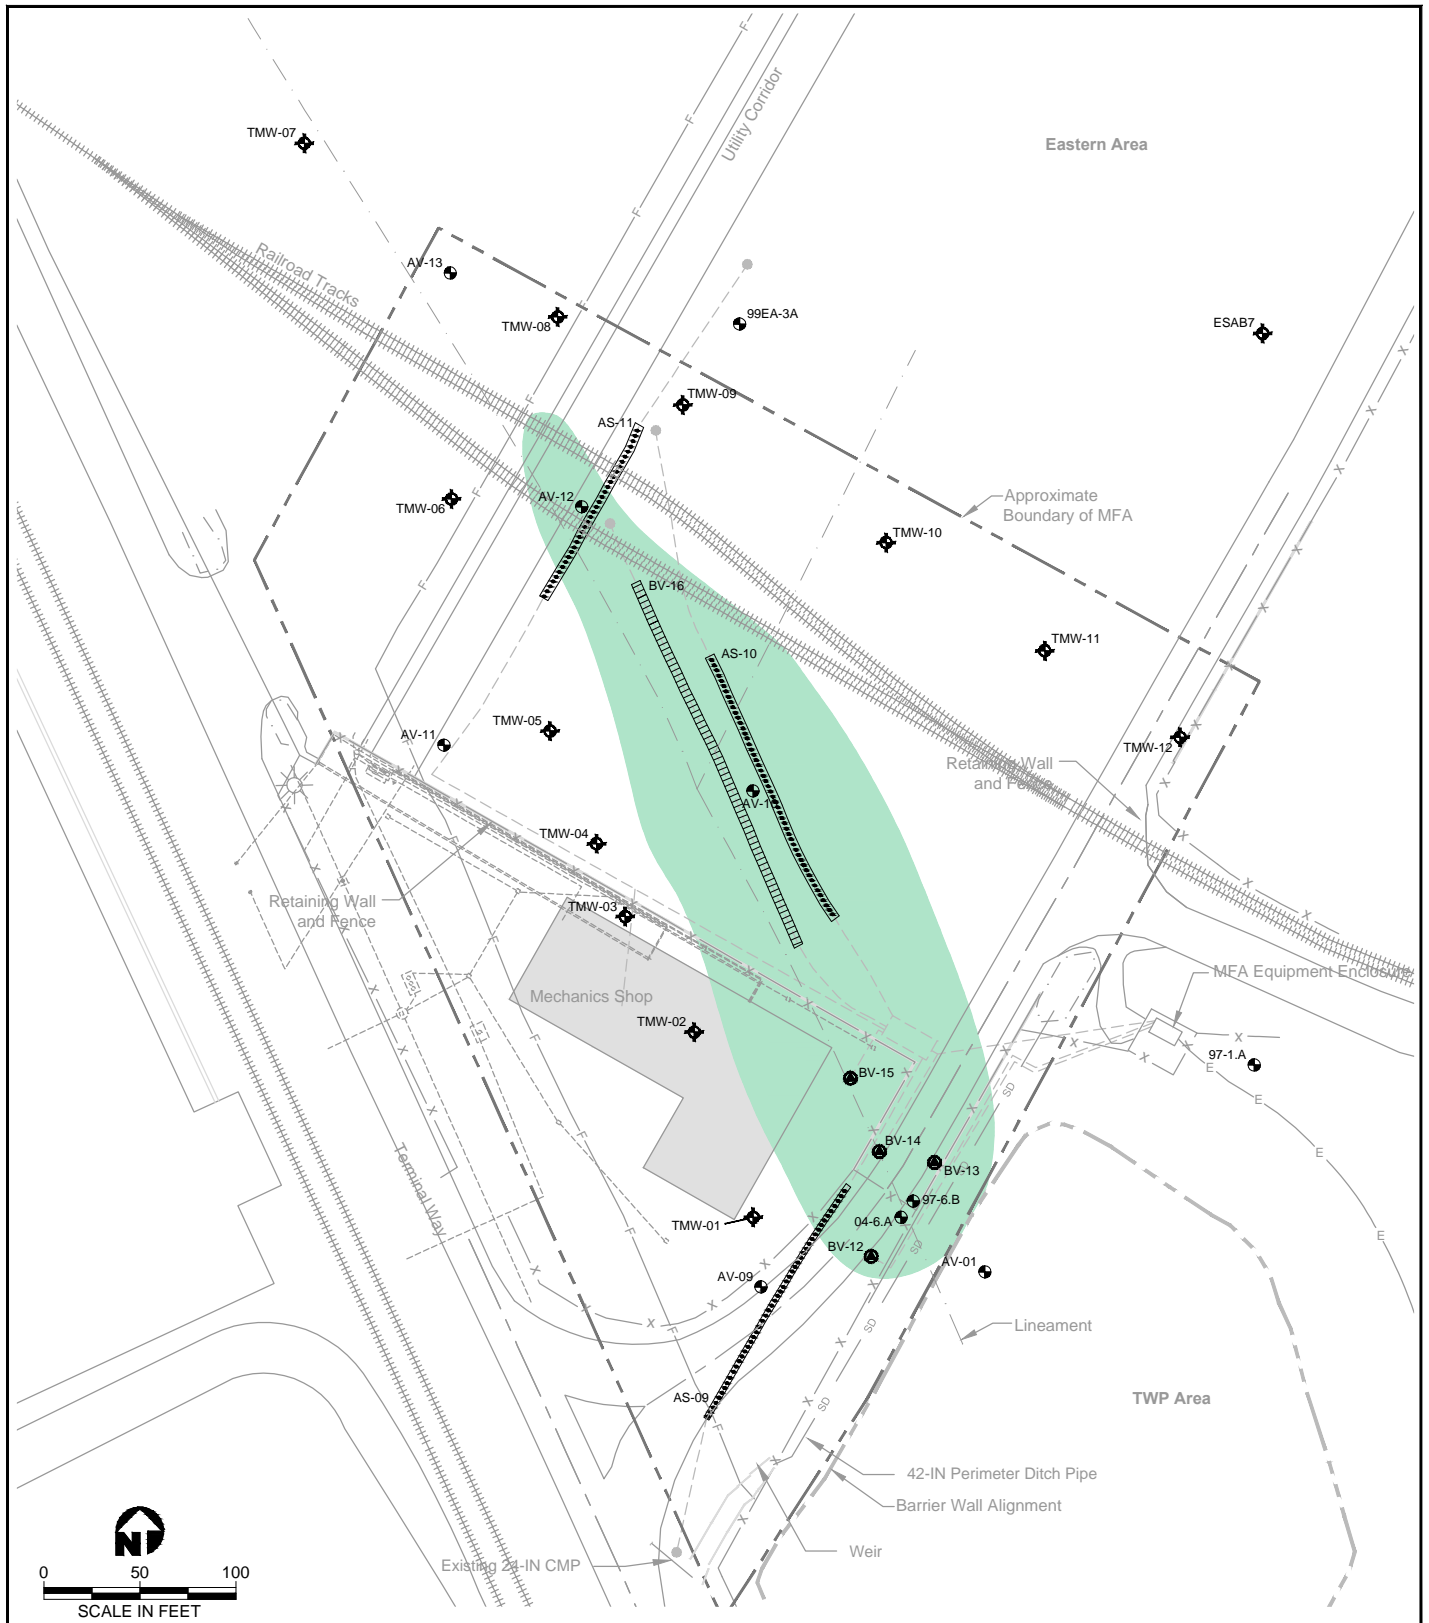 Utility Corridor
Eastern Area
TMW-07
Railroad Tracks
AV-13
TMW-08
99EA-3A
ESAB7
TMW-09
AS-11
AV-12
TMW-06
Approximate
Boundary of MFA
TMW-10
BV-16
AS-10
TMW-11
TMW-05
AV-11
TMW-12
Retaining Wall
and Fence
TMW-04
Retaining Wall
and Fence
TMW-03
Mechanics Shop
MFA Equipment Enclosure
TMW-02
97-1.A
BV-15
BV-14
BV-13
Terminal Way
97-6.B
04-6.A
TMW-01
BV-12
AV-01
AV-09
Lineament
AS-09
TWP Area
42-IN Perimeter Ditch Pipe
Barrier Wall Alignment
Weir
Existing 24-IN CMP
N
0 50 100
SCALE IN FEET